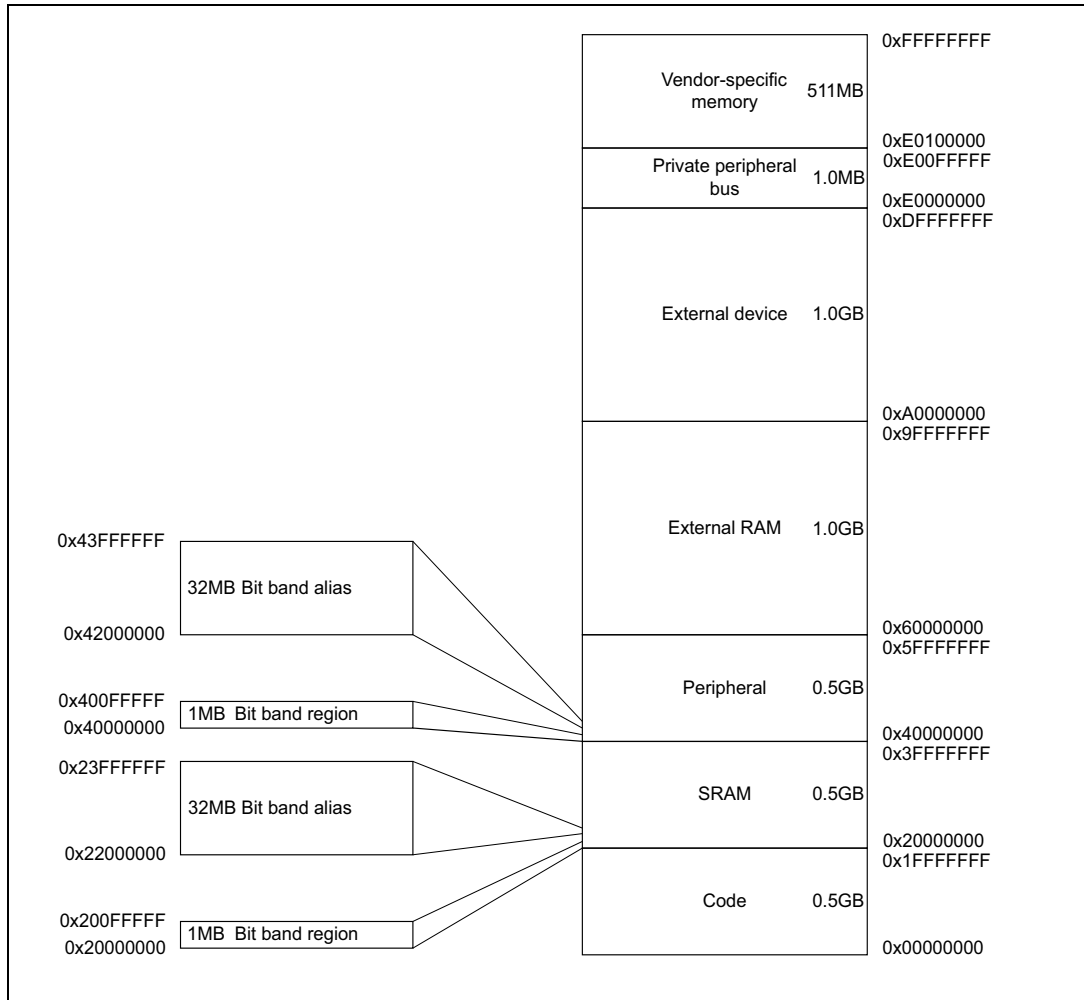 0xFFFFFFFF
Vendor-specific
memory
511MB
0xE0100000
0xE00FFFFF
Private peripheral
bus
1.0MB
0xE0000000
0xDFFFFFFF
External device
1.0GB
0xA0000000
0x9FFFFFFF
External RAM
1.0GB
0x60000000
0x5FFFFFFF
Peripheral
0.5GB
0x40000000
0x3FFFFFFF
SRAM
0.5GB
0x20000000
0x1FFFFFFF
Code
0.5GB
0x00000000
0x43FFFFFF
32MB Bit band alias
0x42000000
0x400FFFFF
1MB Bit band region
0x40000000
0x23FFFFFF
32MB Bit band alias
0x22000000
0x200FFFFF
1MB Bit band region
0x20000000